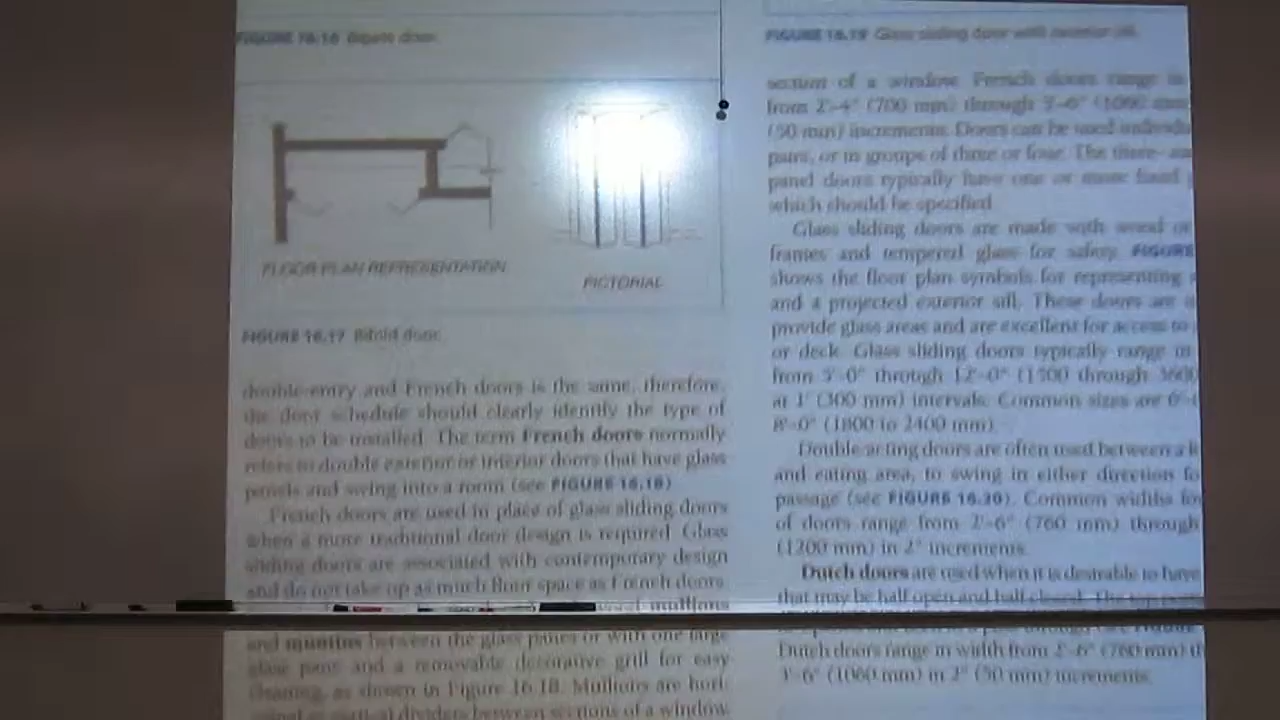 FIGURE 16.16 Bipass door.
FLOOR PLAN REPRESENTATION
PICTORIAL
FIGURE 16.17 Bifold door.
double-entry and French doors is the same, therefore,
the door schedule should clearly identify the type of
doors to be installed. The term French doors normally
refers to double exterior or interior doors that have glass
panels and swing into a room (see FIGURE 16.18)
French doors are used in place of glass sliding doors
when a more traditional door design is required. Glass
sliding doors are associated with contemporary design
and do not take up as much floor space as French doors.
mullions
and muntins between the glass panes or with one large
glass pane and a removable decorative grill for easy
cleaning, as shown in Figure 16.18. Mullions are hori-
vertical dividers between sections of a window
FIGURE 16.19 Glass sliding door with exterior sill.
section of a window. French doors range in
from 2'-4" (700 mm) through 3'-6" (1060 mm
(50 mm) increments. Doors can be used individu
pairs, or in groups of three or four. The three- and
panel doors typically have one or more fixed
which should be specified.
Glass sliding doors are made with wood or
frames and tempered glass for safety. FIGURE
shows the floor plan symbols for representing a
and a projected exterior sill. These doors are
provide glass areas and are excellent for access to
or deck. Glass sliding doors typically range in
from 5'-0" through 12'-0" (1500 through 3600
at 1' (300 mm) intervals. Common sizes are 6'-
8'-0" (1800 to 2400 mm).
Double-acting doors are often used between a k
and eating area, to swing in either direction fo
passage (see FIGURE 16.20). Common widths for
of doors range from 2'-6" (760 mm) through
(1200 mm) in 2" increments.
Dutch doors are used when it is desirable to have
that may be half open and half closed. The top
Dutch doors range in width from 2'-6" (760 mm) th
3'-6" (1060 mm) in 2" (50 mm) increments.